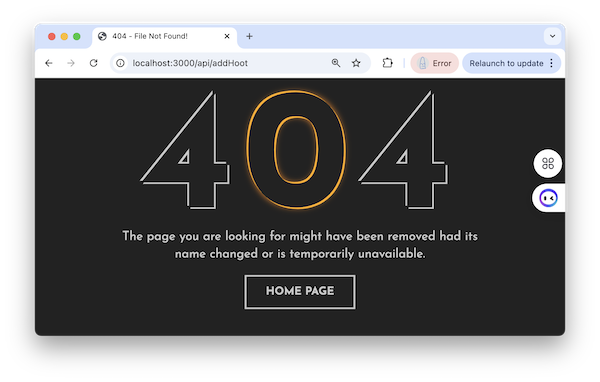 404 - File Not Found!
localhost:3000/api/addHoot
Error
Relaunch to update
404
The page you are looking for might have been removed had its
name changed or is temporarily unavailable.
HOME PAGE